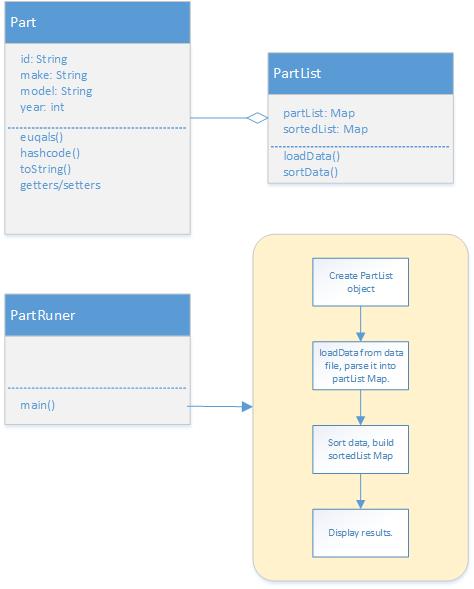 Part
id: String
make: String
model: String
year: int
euqals()
hashcode()
toString()
getters/setters
PartList
partList: Map
sortedList: Map
loadData()
sortData()
PartRuner
main()
Create PartList
object
loadData from data
file, parse it into
partList Map.
Sort data, build
sortedList Map
Display results.